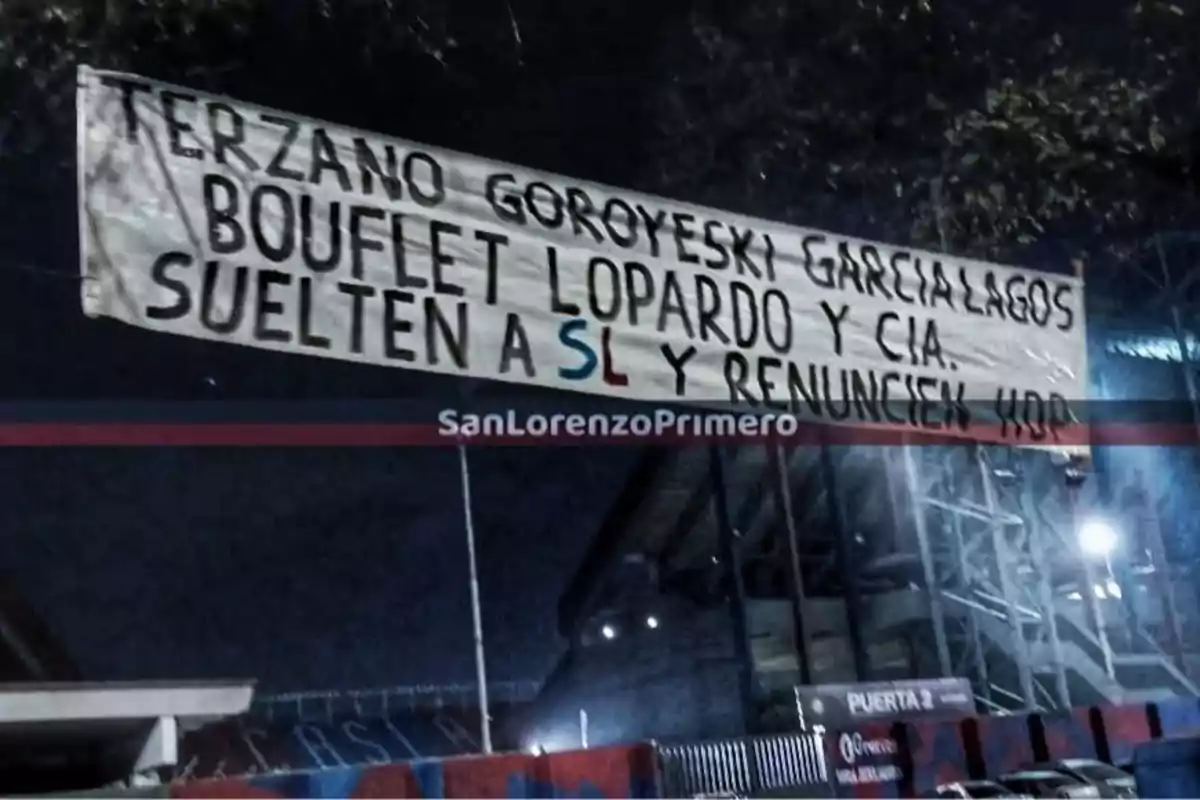 TERZANO GOROYESKI GARCIA LAGOS
BOUFLET LOPARDO Y CIA.
SUELTEN A SL Y RENUNCIEN HDP
SanLorenzoPrimero
PUERTA 2